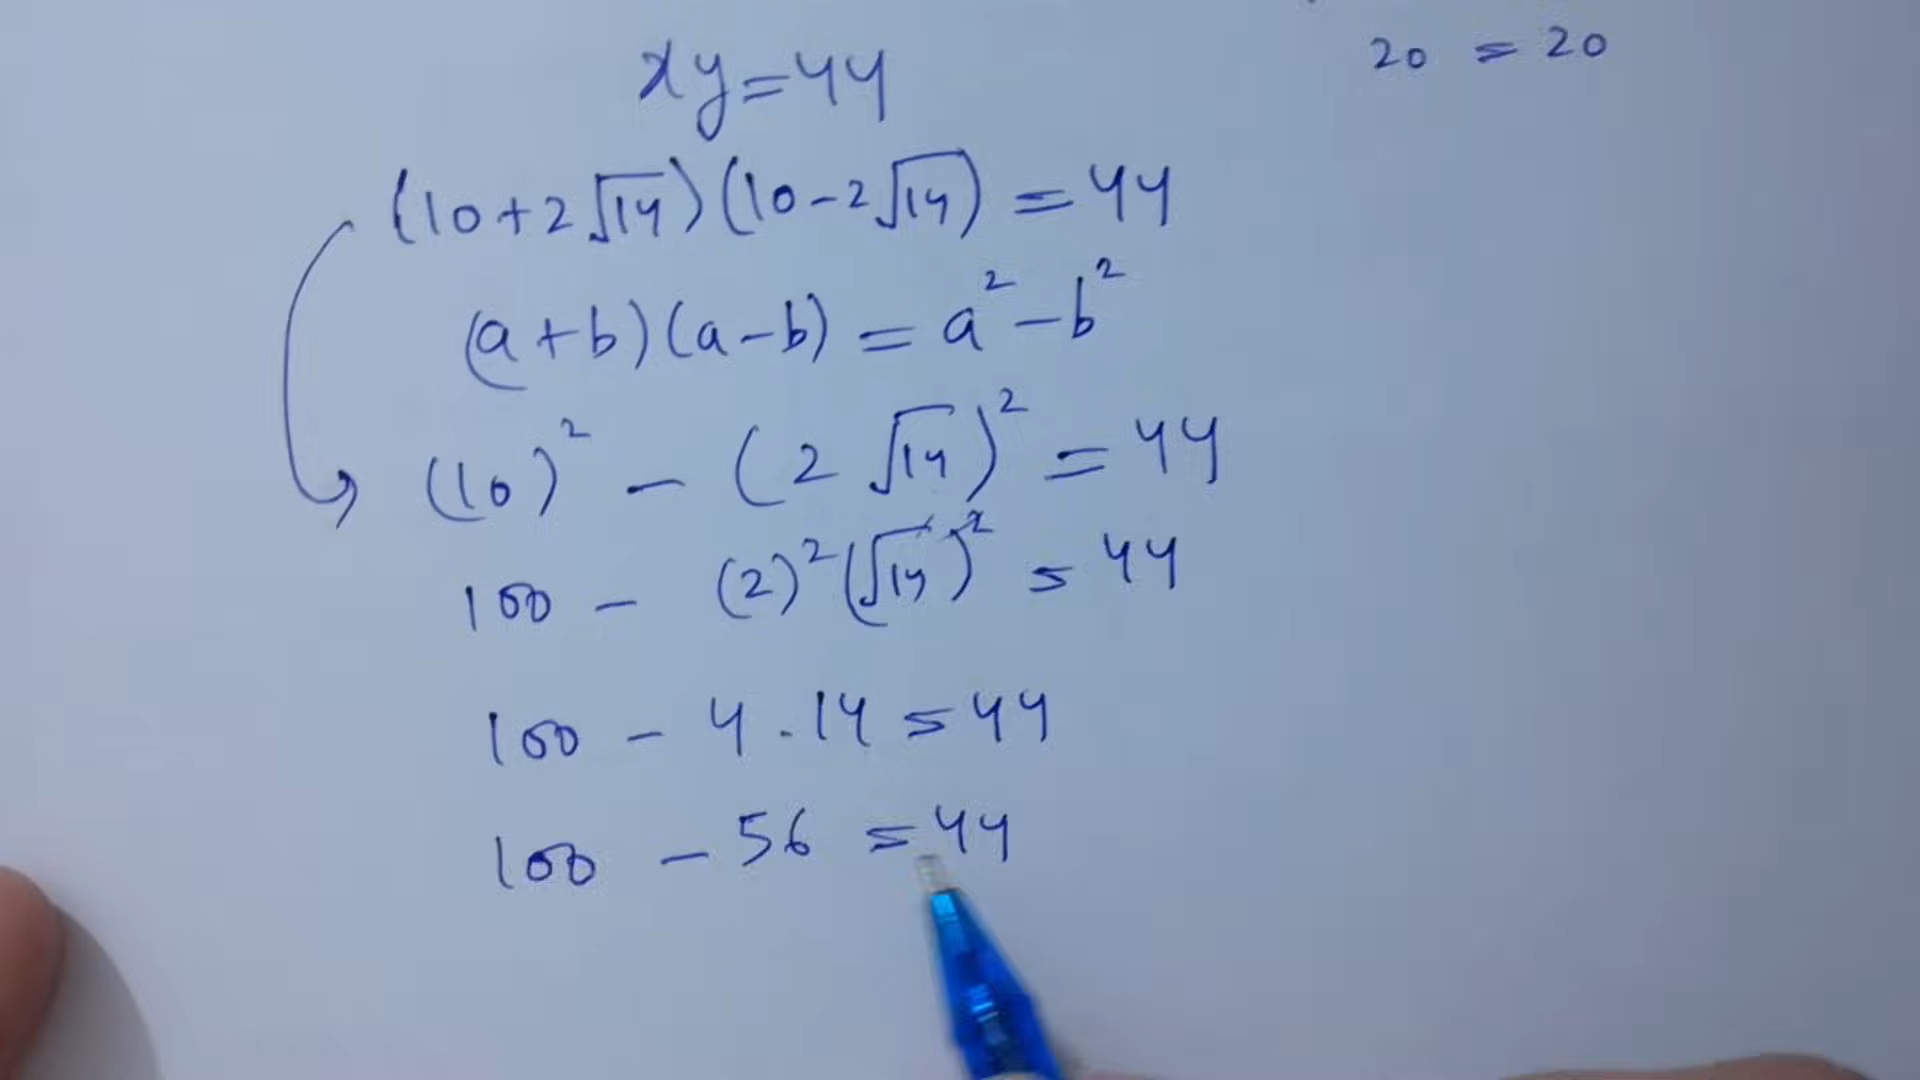 xy=44
20 = 20
(10+2√14)(10-2√14) = 44
(a+b)(a-b) = a²-b²
(10)² - (2√14)² = 44
100 - (2)²(√14)² = 44
100 - 4.14 = 44
100 - 56 = 44